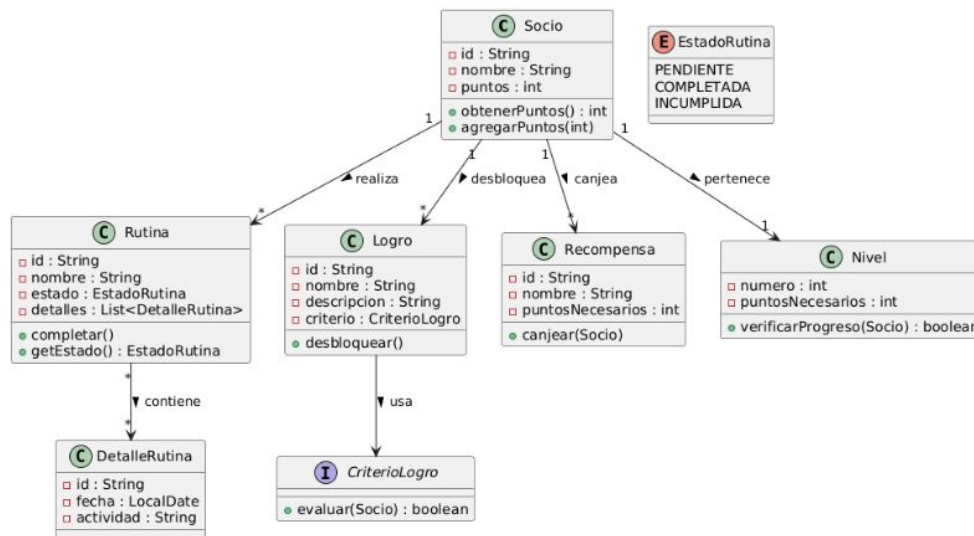 C Socio
id : String
nombre : String
puntos : int
obtenerPuntos() : int
agregarPuntos(int)
E EstadoRutina
PENDIENTE
COMPLETADA
INCUMPLIDA
1
1
1
1
realiza
desbloquea
canjea
pertenece
*
*
*
1
C Rutina
id : String
nombre : String
estado : EstadoRutina
detalles : List<DetalleRutina>
completar()
getEstado() : EstadoRutina
C Logro
id : String
nombre : String
descripcion : String
criterio : CriterioLogro
desbloquear()
C Recompensa
id : String
nombre : String
puntosNecesarios : int
canjear(Socio)
C Nivel
numero : int
puntosNecesarios : int
verificarProgreso(Socio) : boolean
*
contiene
*
usa
C DetalleRutina
id : String
fecha : LocalDate
actividad : String
I CriterioLogro
evaluar(Socio) : boolean